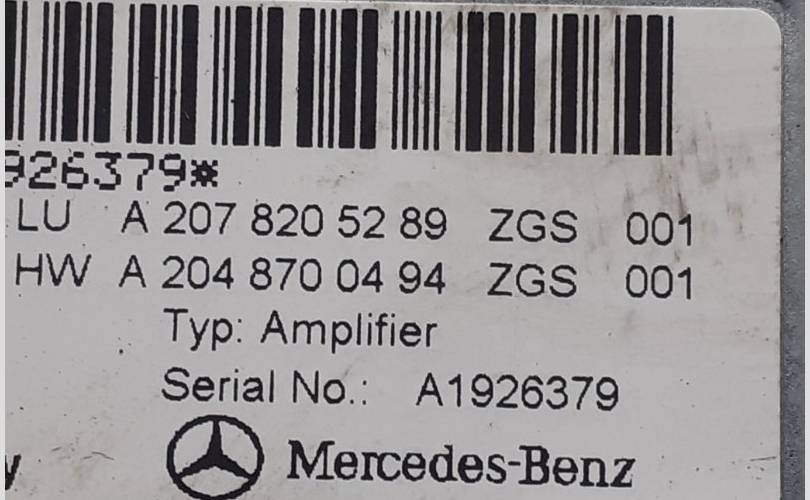 926379*
LU A 207 820 52 89 ZGS 001
HW A 204 870 04 94 ZGS 001
Typ: Amplifier
Serial No.: A1926379
y Mercedes-Benz